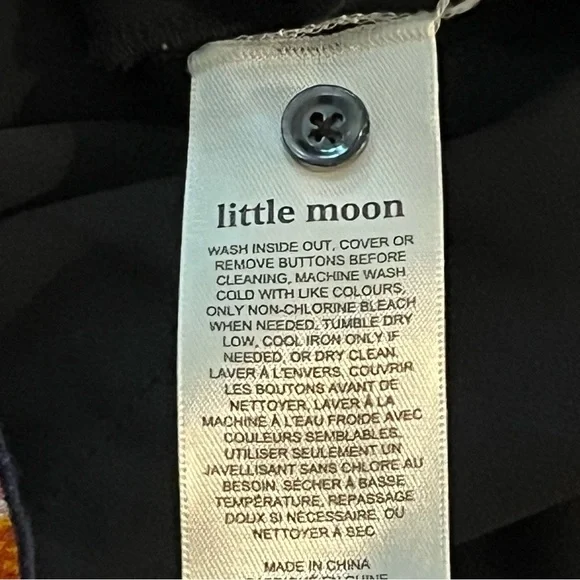 little moon
WASH INSIDE OUT, COVER OR
REMOVE BUTTONS BEFORE
CLEANING, MACHINE WASH
COLD WITH LIKE COLOURS,
ONLY NON-CHLORINE BLEACH
WHEN NEEDED, TUMBLE DRY
LOW, COOL IRON ONLY IF
NEEDED, OR DRY CLEAN.
LAVER À L'ENVERS, COUVRIR
LES BOUTONS AVANT DE
NETTOYER, LAVER À LA
MACHINE À L'EAU FROIDE AVEC
COULEURS SEMBLABLES,
UTILISER SEULEMENT UN
JAVELLISANT SANS CHLORE AU
BESOIN, SÉCHER À BASSE
TEMPÉRATURE, REPASSAGE
DOUX SI NÉCESSAIRE, OU
NETTOYER À SEC
MADE IN CHINA